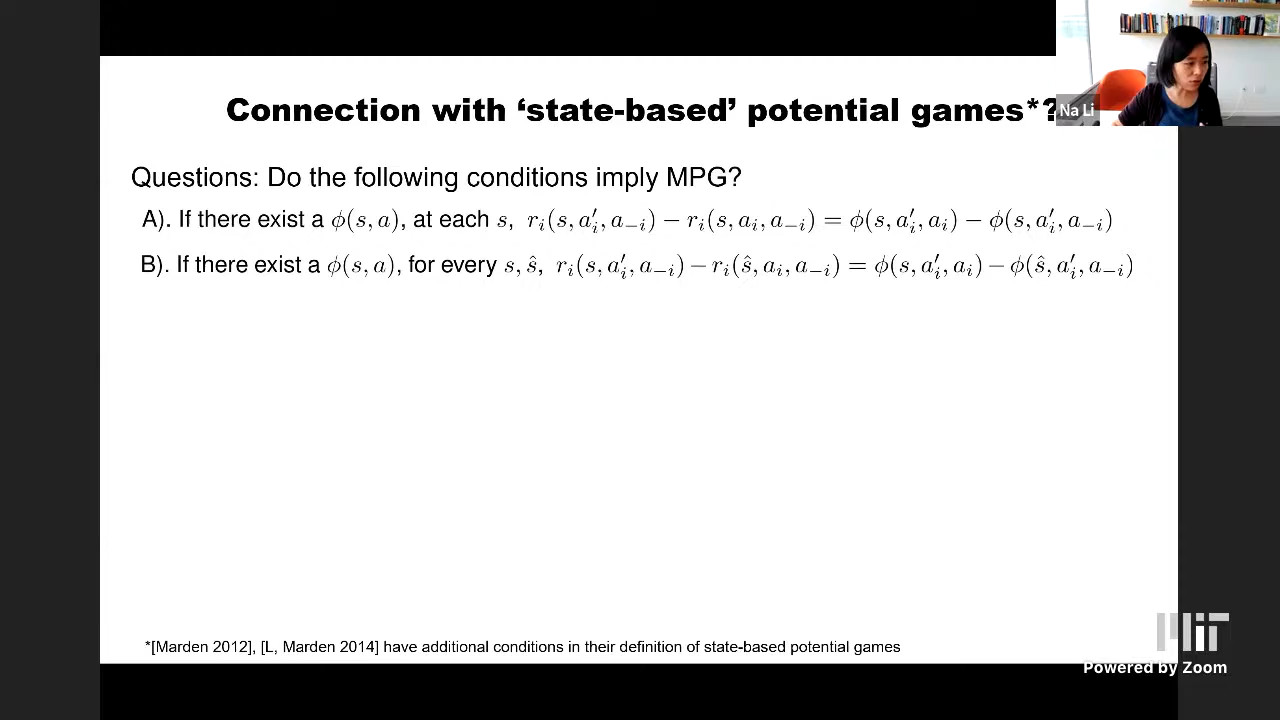 Connection with ‘state-based’ potential games*?
Na Li
Questions: Do the following conditions imply MPG?
A). If there exist a ϕ(s, a), at each s, r_i(s, a′_i, a_{−i}) − r_i(s, a_i, a_{−i}) = ϕ(s, a′_i, a_i) − ϕ(s, a′_i, a_{−i})
B). If there exist a ϕ(s, a), for every s, ŝ, r_i(s, a′_i, a_{−i}) − r_i(ŝ, a_i, a_{−i}) = ϕ(s, a′_i, a_i) − ϕ(ŝ, a′_i, a_{−i})
*[Marden 2012], [L, Marden 2014] have additional conditions in their definition of state-based potential games
MIT
Powered by Zoom